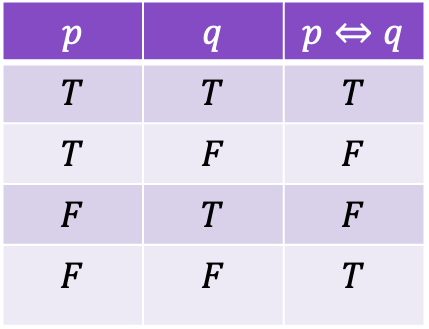 p q p ⇔ q
T T T
T F F
F T F
F F T